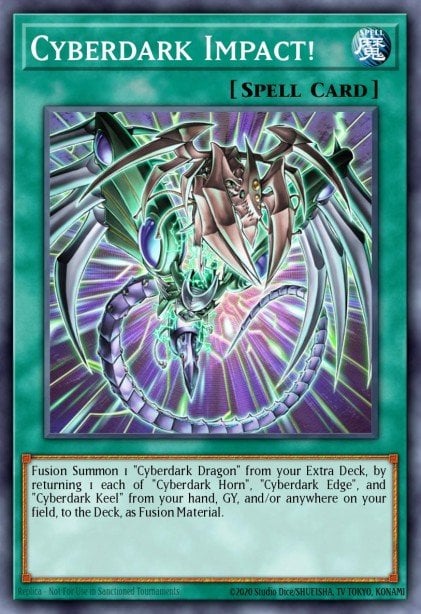 Cyberdark Impact!
SPELL
魔
[ Spell Card ]
Fusion Summon 1 "Cyberdark Dragon" from your Extra Deck, by
returning 1 each of "Cyberdark Horn", "Cyberdark Edge", and
"Cyberdark Keel" from your hand, GY, and/or anywhere on your
field, to the Deck, as Fusion Material.
Replica - Not For Use in Sanctioned Tournaments
©2020 Studio Dice/SHUEISHA, TV TOKYO, KONAMI